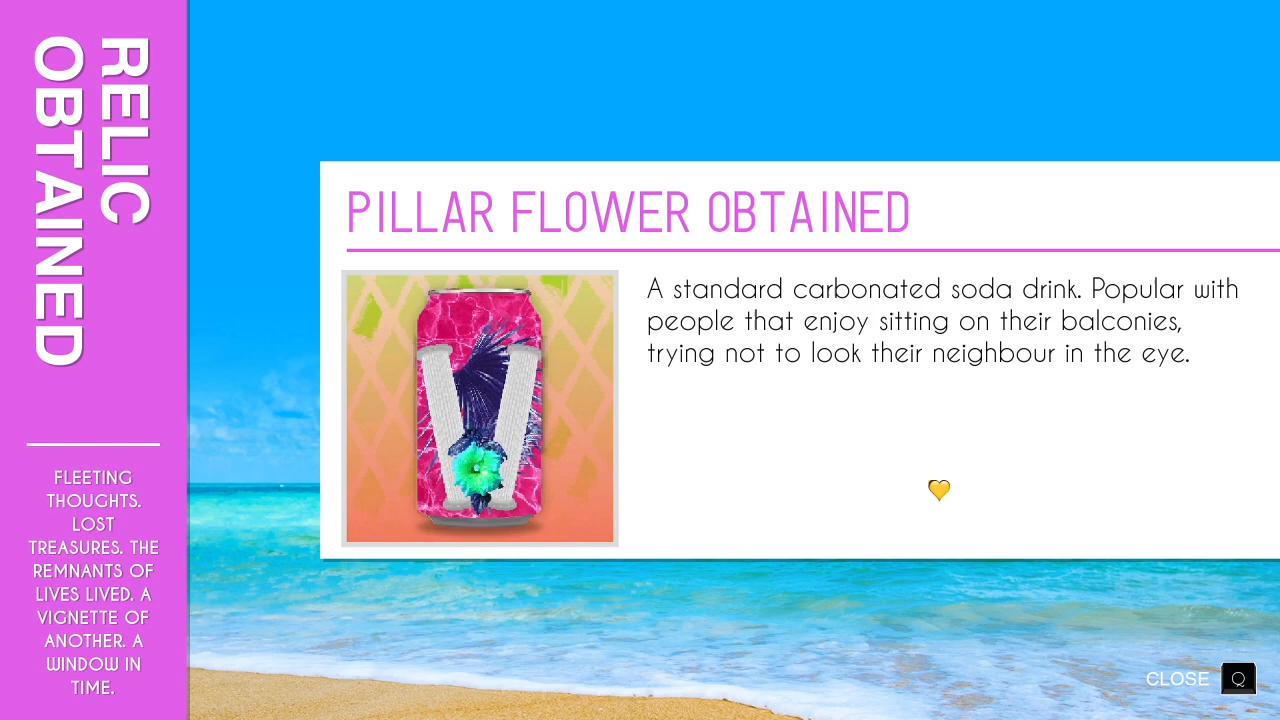 RELIC
OBTAINED
FLEETING
THOUGHTS.
LOST
TREASURES. THE
REMNANTS OF
LIVES LIVED. A
VIGNETTE OF
ANOTHER. A
WINDOW IN
TIME.
PILLAR FLOWER OBTAINED
A standard carbonated soda drink. Popular with
people that enjoy sitting on their balconies,
trying not to look their neighbour in the eye.
CLOSE Q